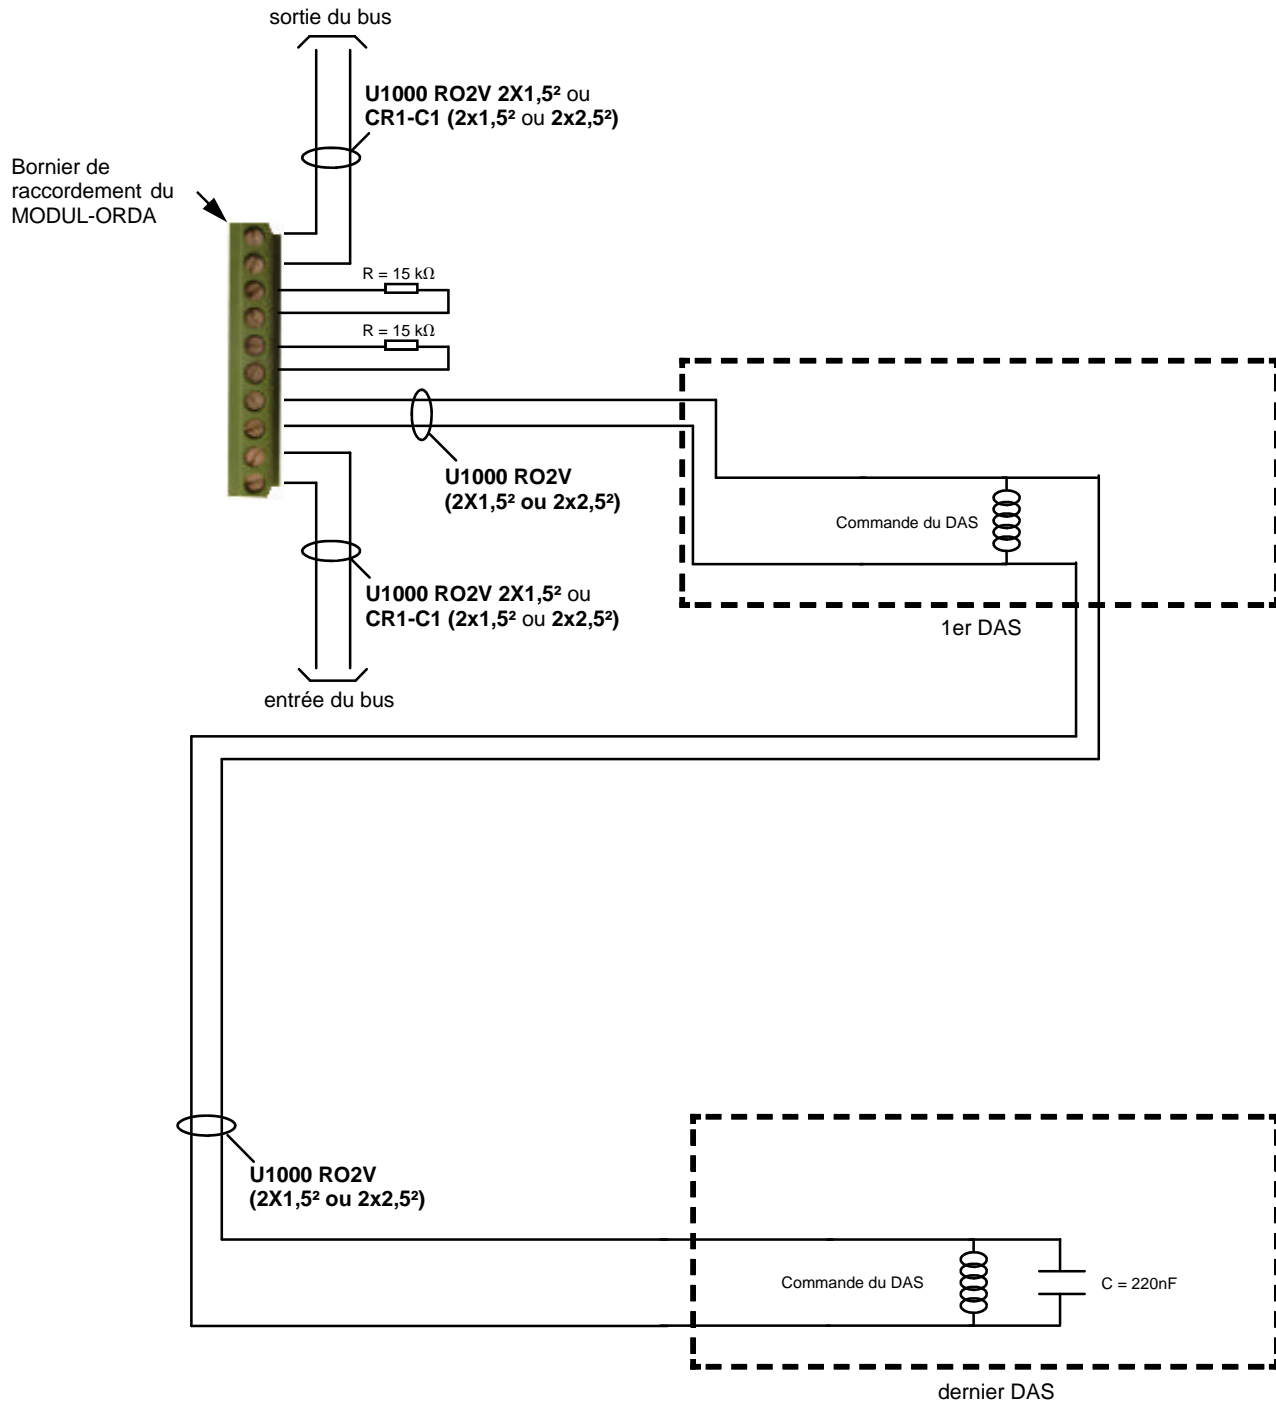 sortie du bus
U1000 RO2V 2X1,5² ou
CR1-C1 (2x1,5² ou 2x2,5²)
Bornier de
raccordement du
MODUL-ORDA
R = 15 kΩ
R = 15 kΩ
U1000 RO2V
(2X1,5² ou 2x2,5²)
Commande du DAS
U1000 RO2V 2X1,5² ou
CR1-C1 (2x1,5² ou 2x2,5²)
1er DAS
entrée du bus
U1000 RO2V
(2X1,5² ou 2x2,5²)
Commande du DAS
C = 220nF
dernier DAS